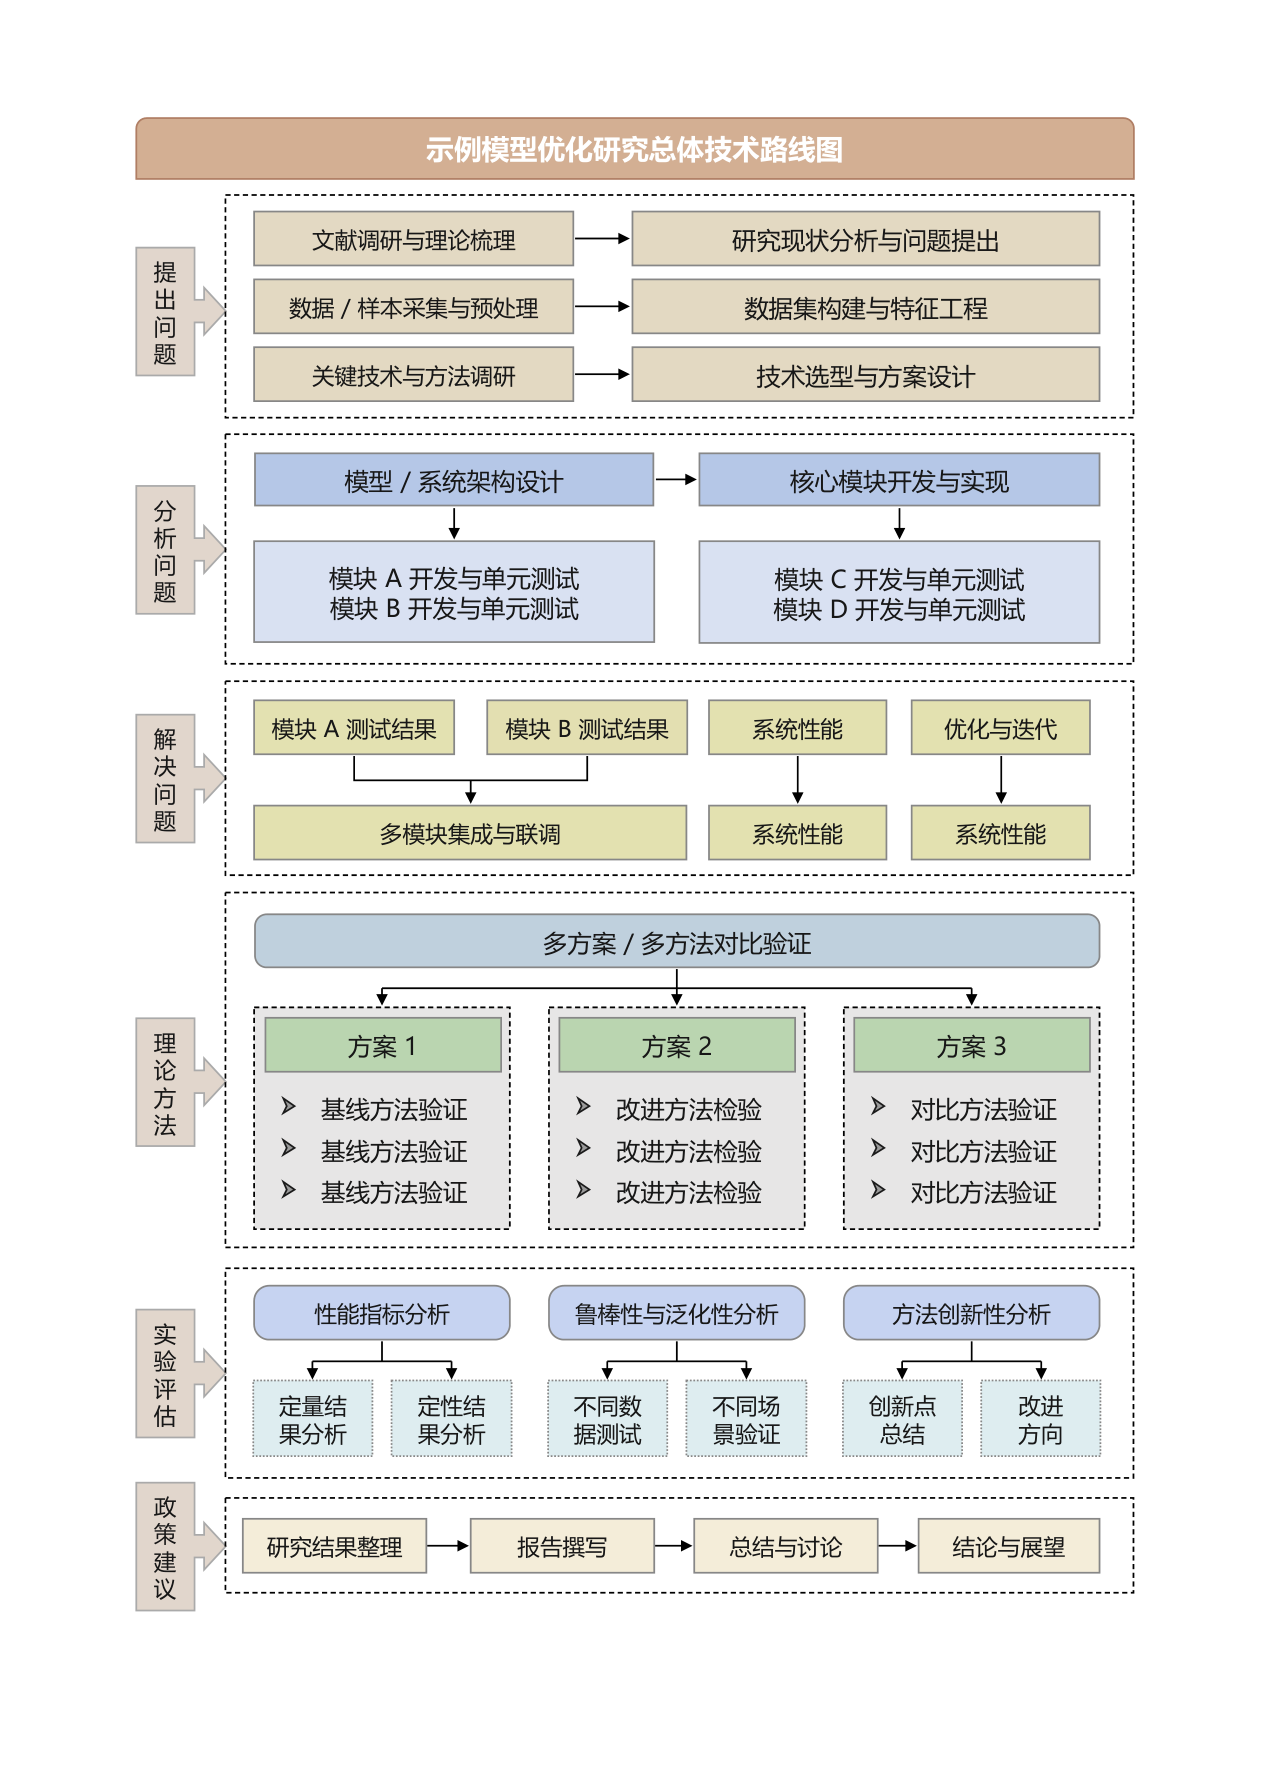 示例模型优化研究总体技术路线图
提
出
问
题
文献调研与理论梳理
研究现状分析与问题提出
数据 / 样本采集与预处理
数据集构建与特征工程
关键技术与方法调研
技术选型与方案设计
分
析
问
题
模型 / 系统架构设计
核心模块开发与实现
模块 A 开发与单元测试
模块 B 开发与单元测试
模块 C 开发与单元测试
模块 D 开发与单元测试
解
决
问
题
模块 A 测试结果
模块 B 测试结果
系统性能
优化与迭代
多模块集成与联调
系统性能
系统性能
理
论
方
法
多方案 / 多方法对比验证
方案 1
基线方法验证
基线方法验证
基线方法验证
方案 2
改进方法检验
改进方法检验
改进方法检验
方案 3
对比方法验证
对比方法验证
对比方法验证
实
验
评
估
性能指标分析
鲁棒性与泛化性分析
方法创新性分析
定量结
果分析
定性结
果分析
不同数
据测试
不同场
景验证
创新点
总结
改进
方向
政
策
建
议
研究结果整理
报告撰写
总结与讨论
结论与展望